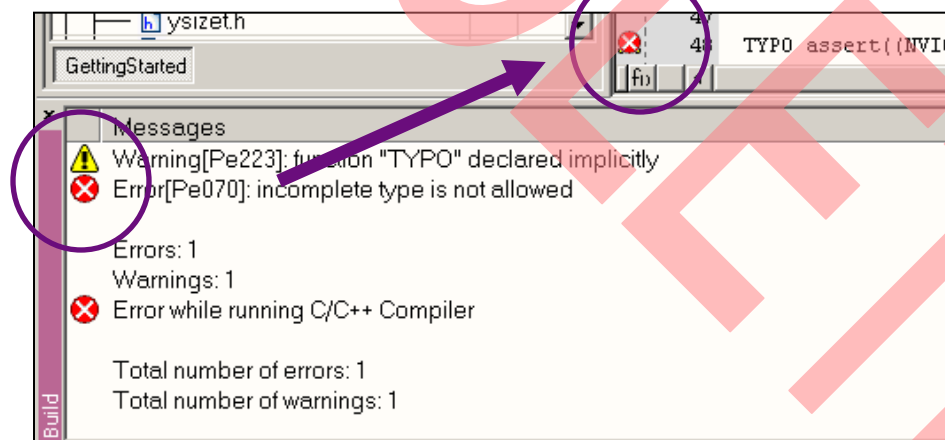 ysizet.h
47
48 TYPO assert((NVI
GettingStarted
Messages
Warning[Pe223]: function "TYPO" declared implicitly
Error[Pe070]: incomplete type is not allowed
Errors: 1
Warnings: 1
Error while running C/C++ Compiler
Total number of errors: 1
Total number of warnings: 1
Build